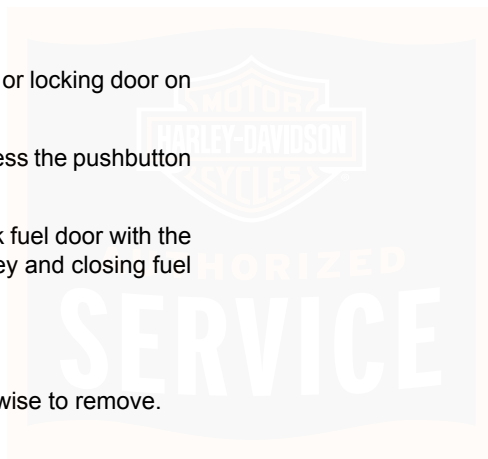 or locking door on
ess the pushbutton
k fuel door with the
ey and closing fuel
wise to remove.
MOTOR
HARLEY-DAVIDSON
CYCLES
HORIZED
SERVICE